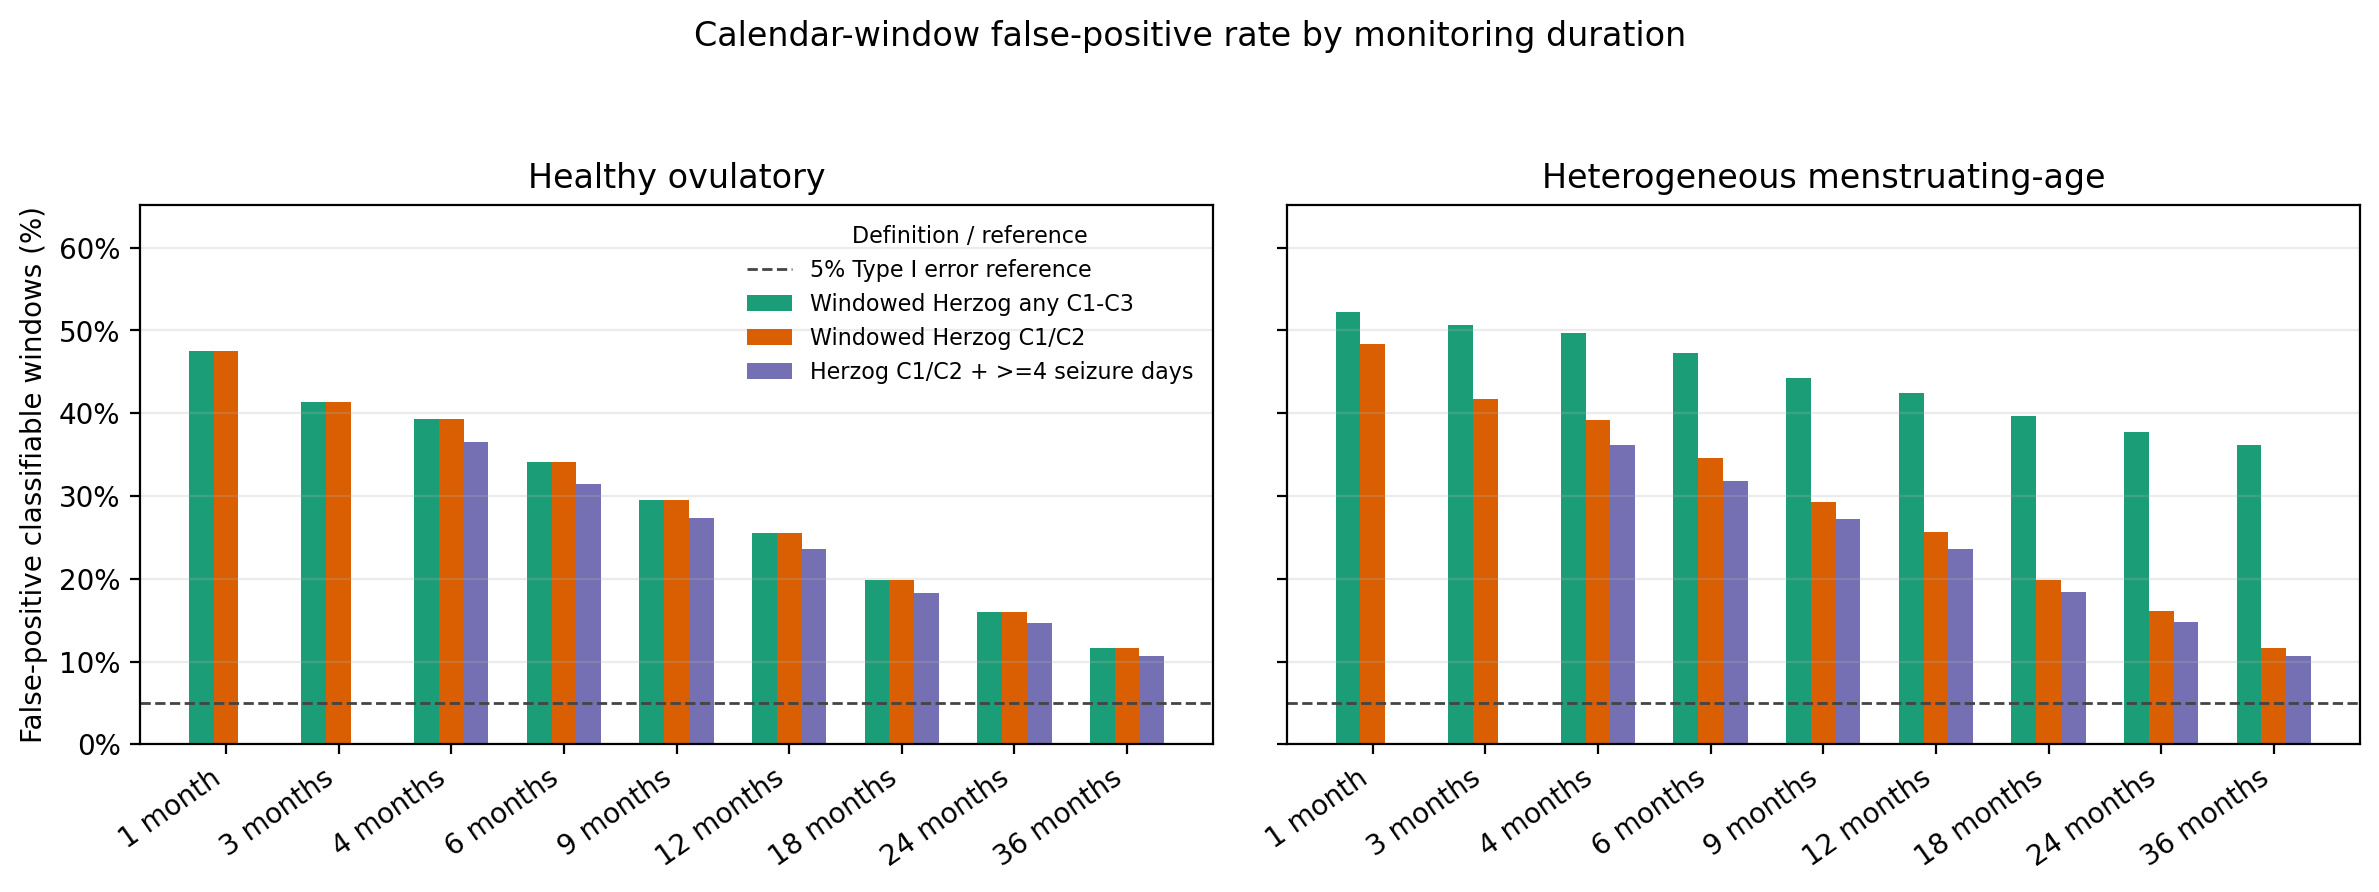 Calendar-window false-positive rate by monitoring duration
Healthy ovulatory
False-positive classifiable windows (%)
60%
50%
40%
30%
20%
10%
0%
Definition / reference
5% Type I error reference
Windowed Herzog any C1-C3
Windowed Herzog C1/C2
Herzog C1/C2 + >=4 seizure days
1 month
3 months
4 months
6 months
9 months
12 months
18 months
24 months
36 months
Heterogeneous menstruating-age
1 month
3 months
4 months
6 months
9 months
12 months
18 months
24 months
36 months